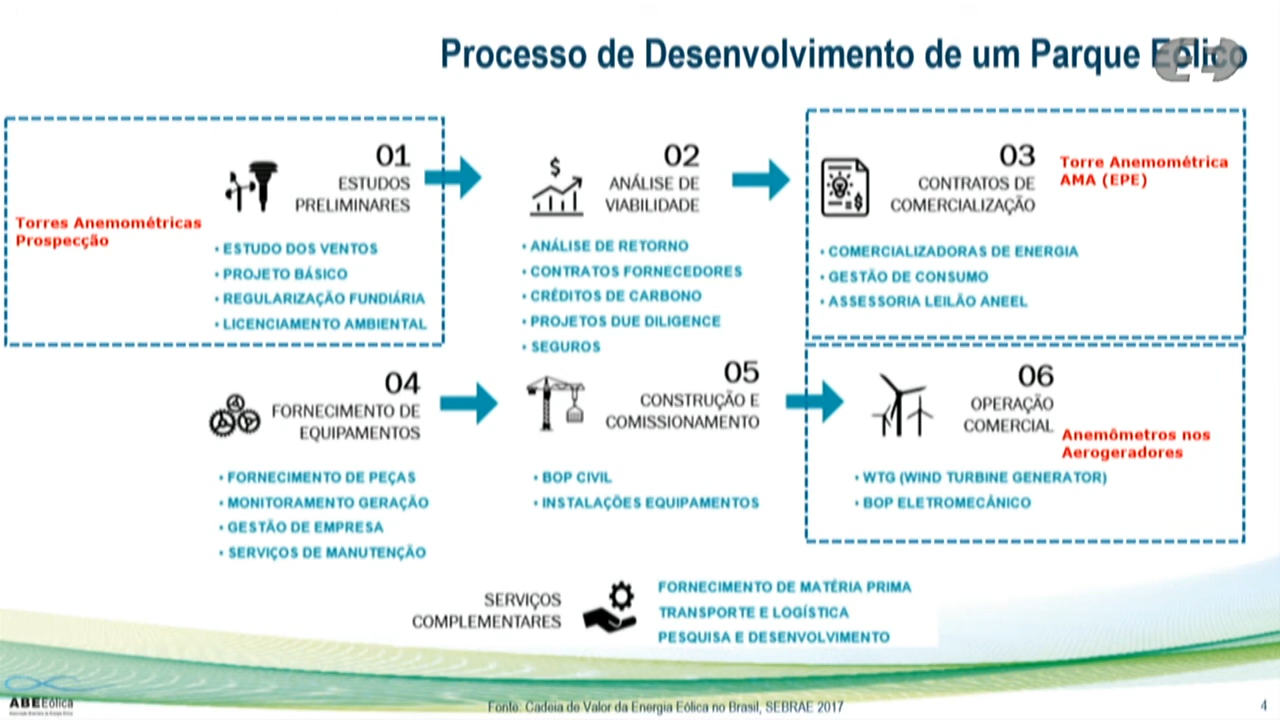 Processo de Desenvolvimento de um Parque Eólico
Torres Anemométricas
Prospecção
01
ESTUDOS
PRELIMINARES
• ESTUDO DOS VENTOS
• PROJETO BÁSICO
• REGULARIZAÇÃO FUNDIÁRIA
• LICENCIAMENTO AMBIENTAL
02
ANÁLISE DE
VIABILIDADE
• ANÁLISE DE RETORNO
• CONTRATOS FORNECEDORES
• CRÉDITOS DE CARBONO
• PROJETOS DUE DILIGENCE
• SEGUROS
03
CONTRATOS DE
COMERCIALIZAÇÃO
Torre Anemométrica
AMA (EPE)
• COMERCIALIZADORAS DE ENERGIA
• GESTÃO DE CONSUMO
• ASSESSORIA LEILÃO ANEEL
04
FORNECIMENTO DE
EQUIPAMENTOS
• FORNECIMENTO DE PEÇAS
• MONITORAMENTO GERAÇÃO
• GESTÃO DE EMPRESA
• SERVIÇOS DE MANUTENÇÃO
05
CONSTRUÇÃO E
COMISSIONAMENTO
• BOP CIVIL
• INSTALAÇÕES EQUIPAMENTOS
06
OPERAÇÃO
COMERCIAL
Anemômetros nos
Aerogeradores
• WTG (WIND TURBINE GENERATOR)
• BOP ELETROMECÂNICO
SERVIÇOS
COMPLEMENTARES
FORNECIMENTO DE MATÉRIA PRIMA
TRANSPORTE E LOGÍSTICA
PESQUISA E DESENVOLVIMENTO
ABEEólica
Fonte: Cadeia de Valor da Energia Eólica no Brasil, SEBRAE 2017
4